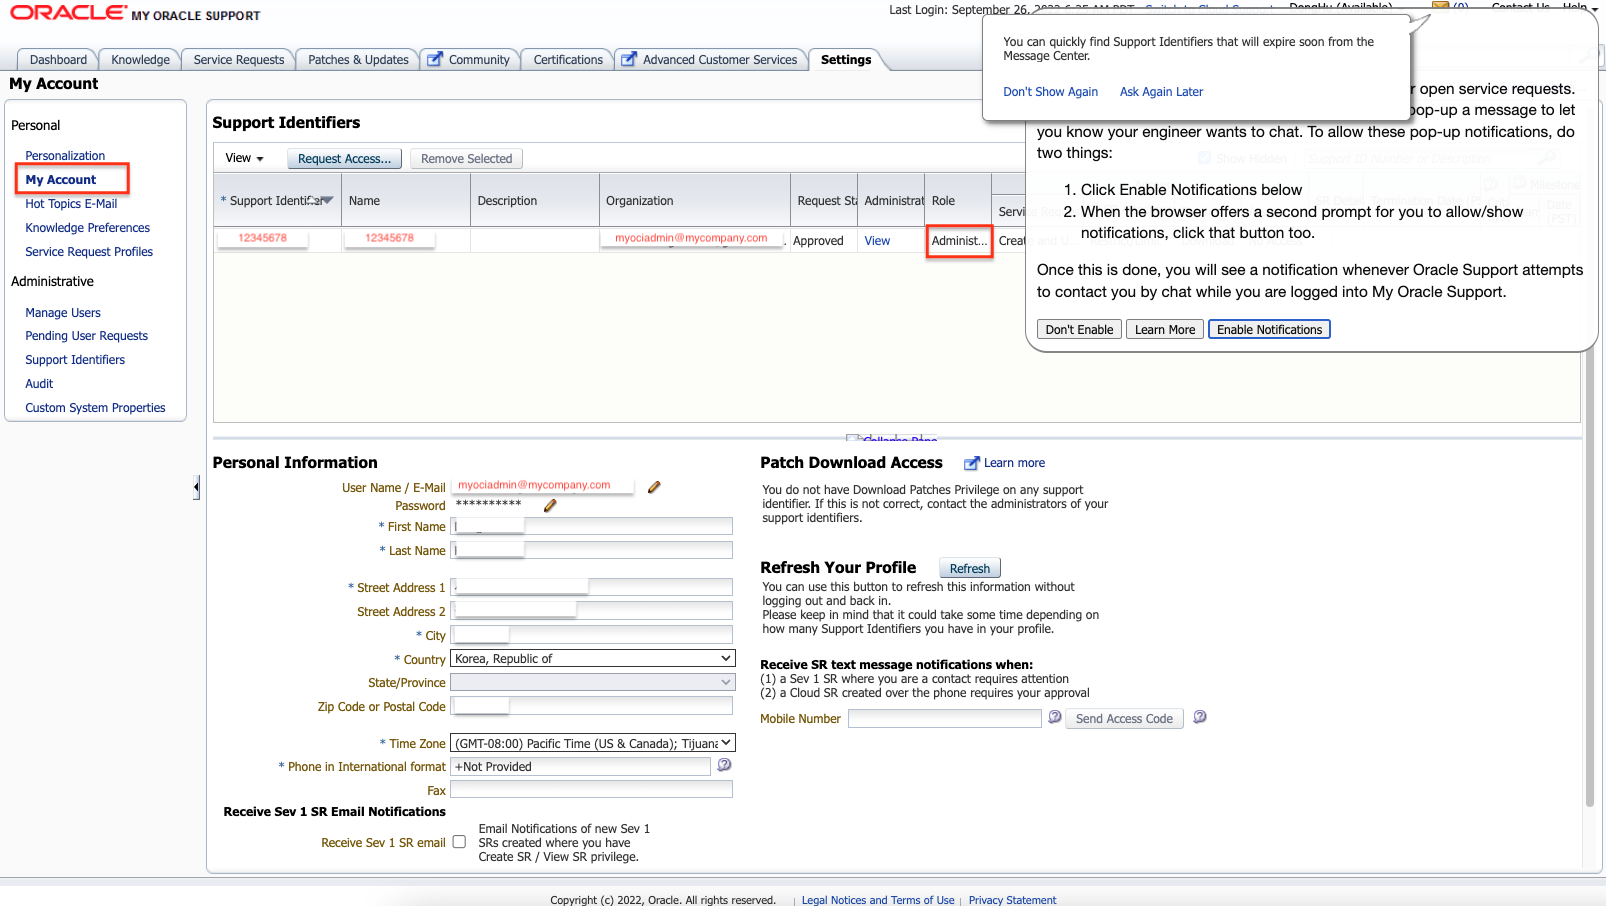 ORACLE MY ORACLE SUPPORT
Last Login: September 26,
Contact Us Help
Dashboard Knowledge Service Requests Patches & Updates Community Certifications Advanced Customer Services Settings
You can quickly find Support Identifiers that will expire soon from the
Message Center.
Don't Show Again Ask Again Later
My Account
open service requests.
pop-up a message to let
you know your engineer wants to chat. To allow these pop-up notifications, do
two things:
1. Click Enable Notifications below
2. When the browser offers a second prompt for you to allow/show
notifications, click that button too.
Once this is done, you will see a notification whenever Oracle Support attempts
to contact you by chat while you are logged into My Oracle Support.
Don't Enable Learn More Enable Notifications
Personal
Personalization
My Account
Hot Topics E-Mail
Knowledge Preferences
Service Request Profiles
Administrative
Manage Users
Pending User Requests
Support Identifiers
Audit
Custom System Properties
Support Identifiers
View Request Access... Remove Selected Show Hidden Support ID Number or Description
* Support Identifier Name Description Organization Request Sta Administrat Role
12345678 12345678 myociadmin@mycompany.com Approved View Administ...
Collapse Pane
Personal Information
User Name / E-Mail myociadmin@mycompany.com
Password **********
* First Name
* Last Name
* Street Address 1
Street Address 2
* City
* Country Korea, Republic of
State/Province
Zip Code or Postal Code
* Time Zone (GMT-08:00) Pacific Time (US & Canada); Tijuana
* Phone in International format +Not Provided
Fax
Receive Sev 1 SR Email Notifications
Receive Sev 1 SR email
Email Notifications of new Sev 1
SRs created where you have
Create SR / View SR privilege.
Patch Download Access Learn more
You do not have Download Patches Privilege on any support
identifier. If this is not correct, contact the administrators of your
support identifiers.
Refresh Your Profile Refresh
You can use this button to refresh this information without
logging out and back in.
Please keep in mind that it could take some time depending on
how many Support Identifiers you have in your profile.
Receive SR text message notifications when:
(1) a Sev 1 SR where you are a contact requires attention
(2) a Cloud SR created over the phone requires your approval
Mobile Number Send Access Code
Copyright (c) 2022, Oracle. All rights reserved. | Legal Notices and Terms of Use | Privacy Statement